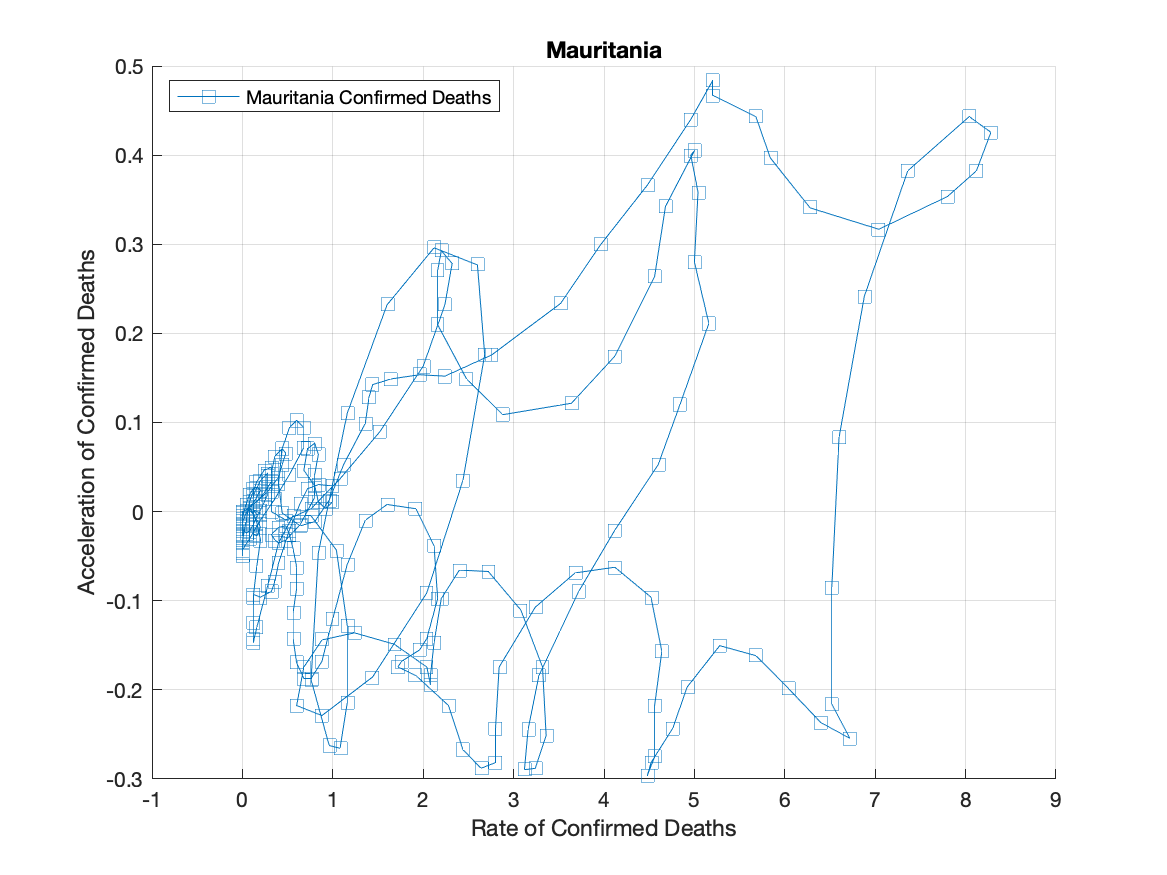 Mauritania
Mauritania Confirmed Deaths
Acceleration of Confirmed Deaths
0.5
0.4
0.3
0.2
0.1
0
-0.1
-0.2
-0.3
-1 0 1 2 3 4 5 6 7 8 9
Rate of Confirmed Deaths